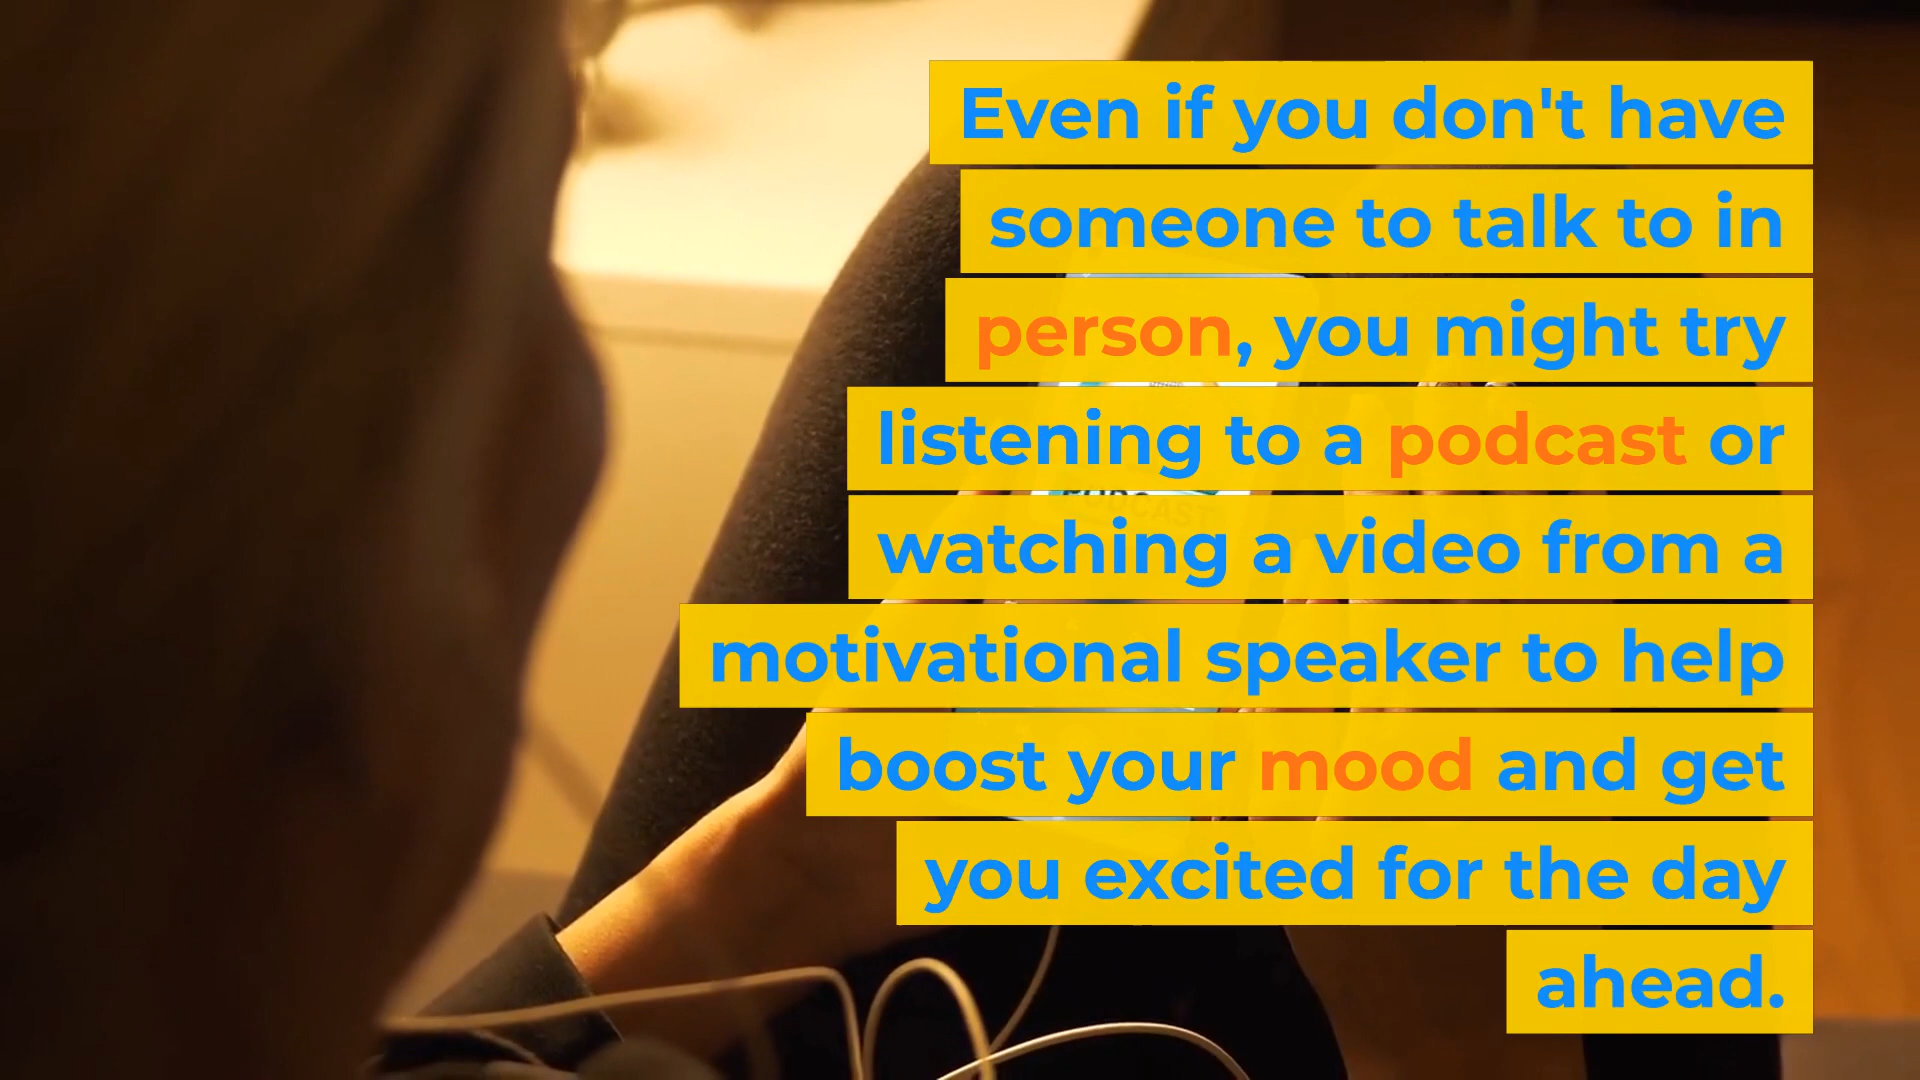 Even if you don't have
someone to talk to in
person, you might try
listening to a podcast or
watching a video from a
motivational speaker to help
boost your mood and get
you excited for the day
ahead.
PODCAST